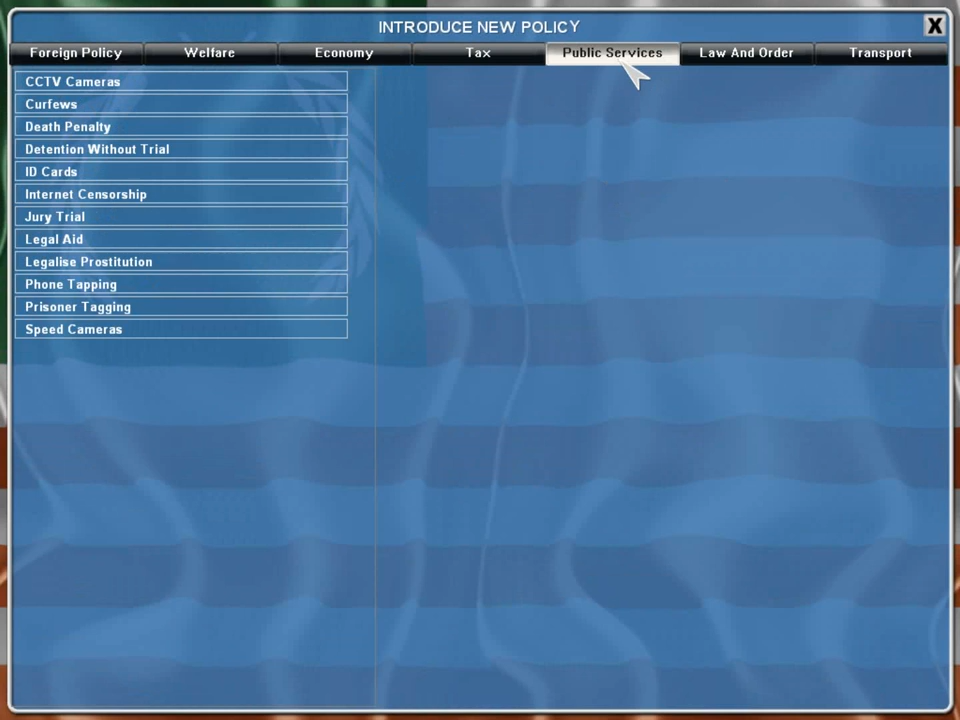 INTRODUCE NEW POLICY
X
Foreign Policy Welfare Economy Tax Public Services Law And Order Transport
CCTV Cameras
Curfews
Death Penalty
Detention Without Trial
ID Cards
Internet Censorship
Jury Trial
Legal Aid
Legalise Prostitution
Phone Tapping
Prisoner Tagging
Speed Cameras